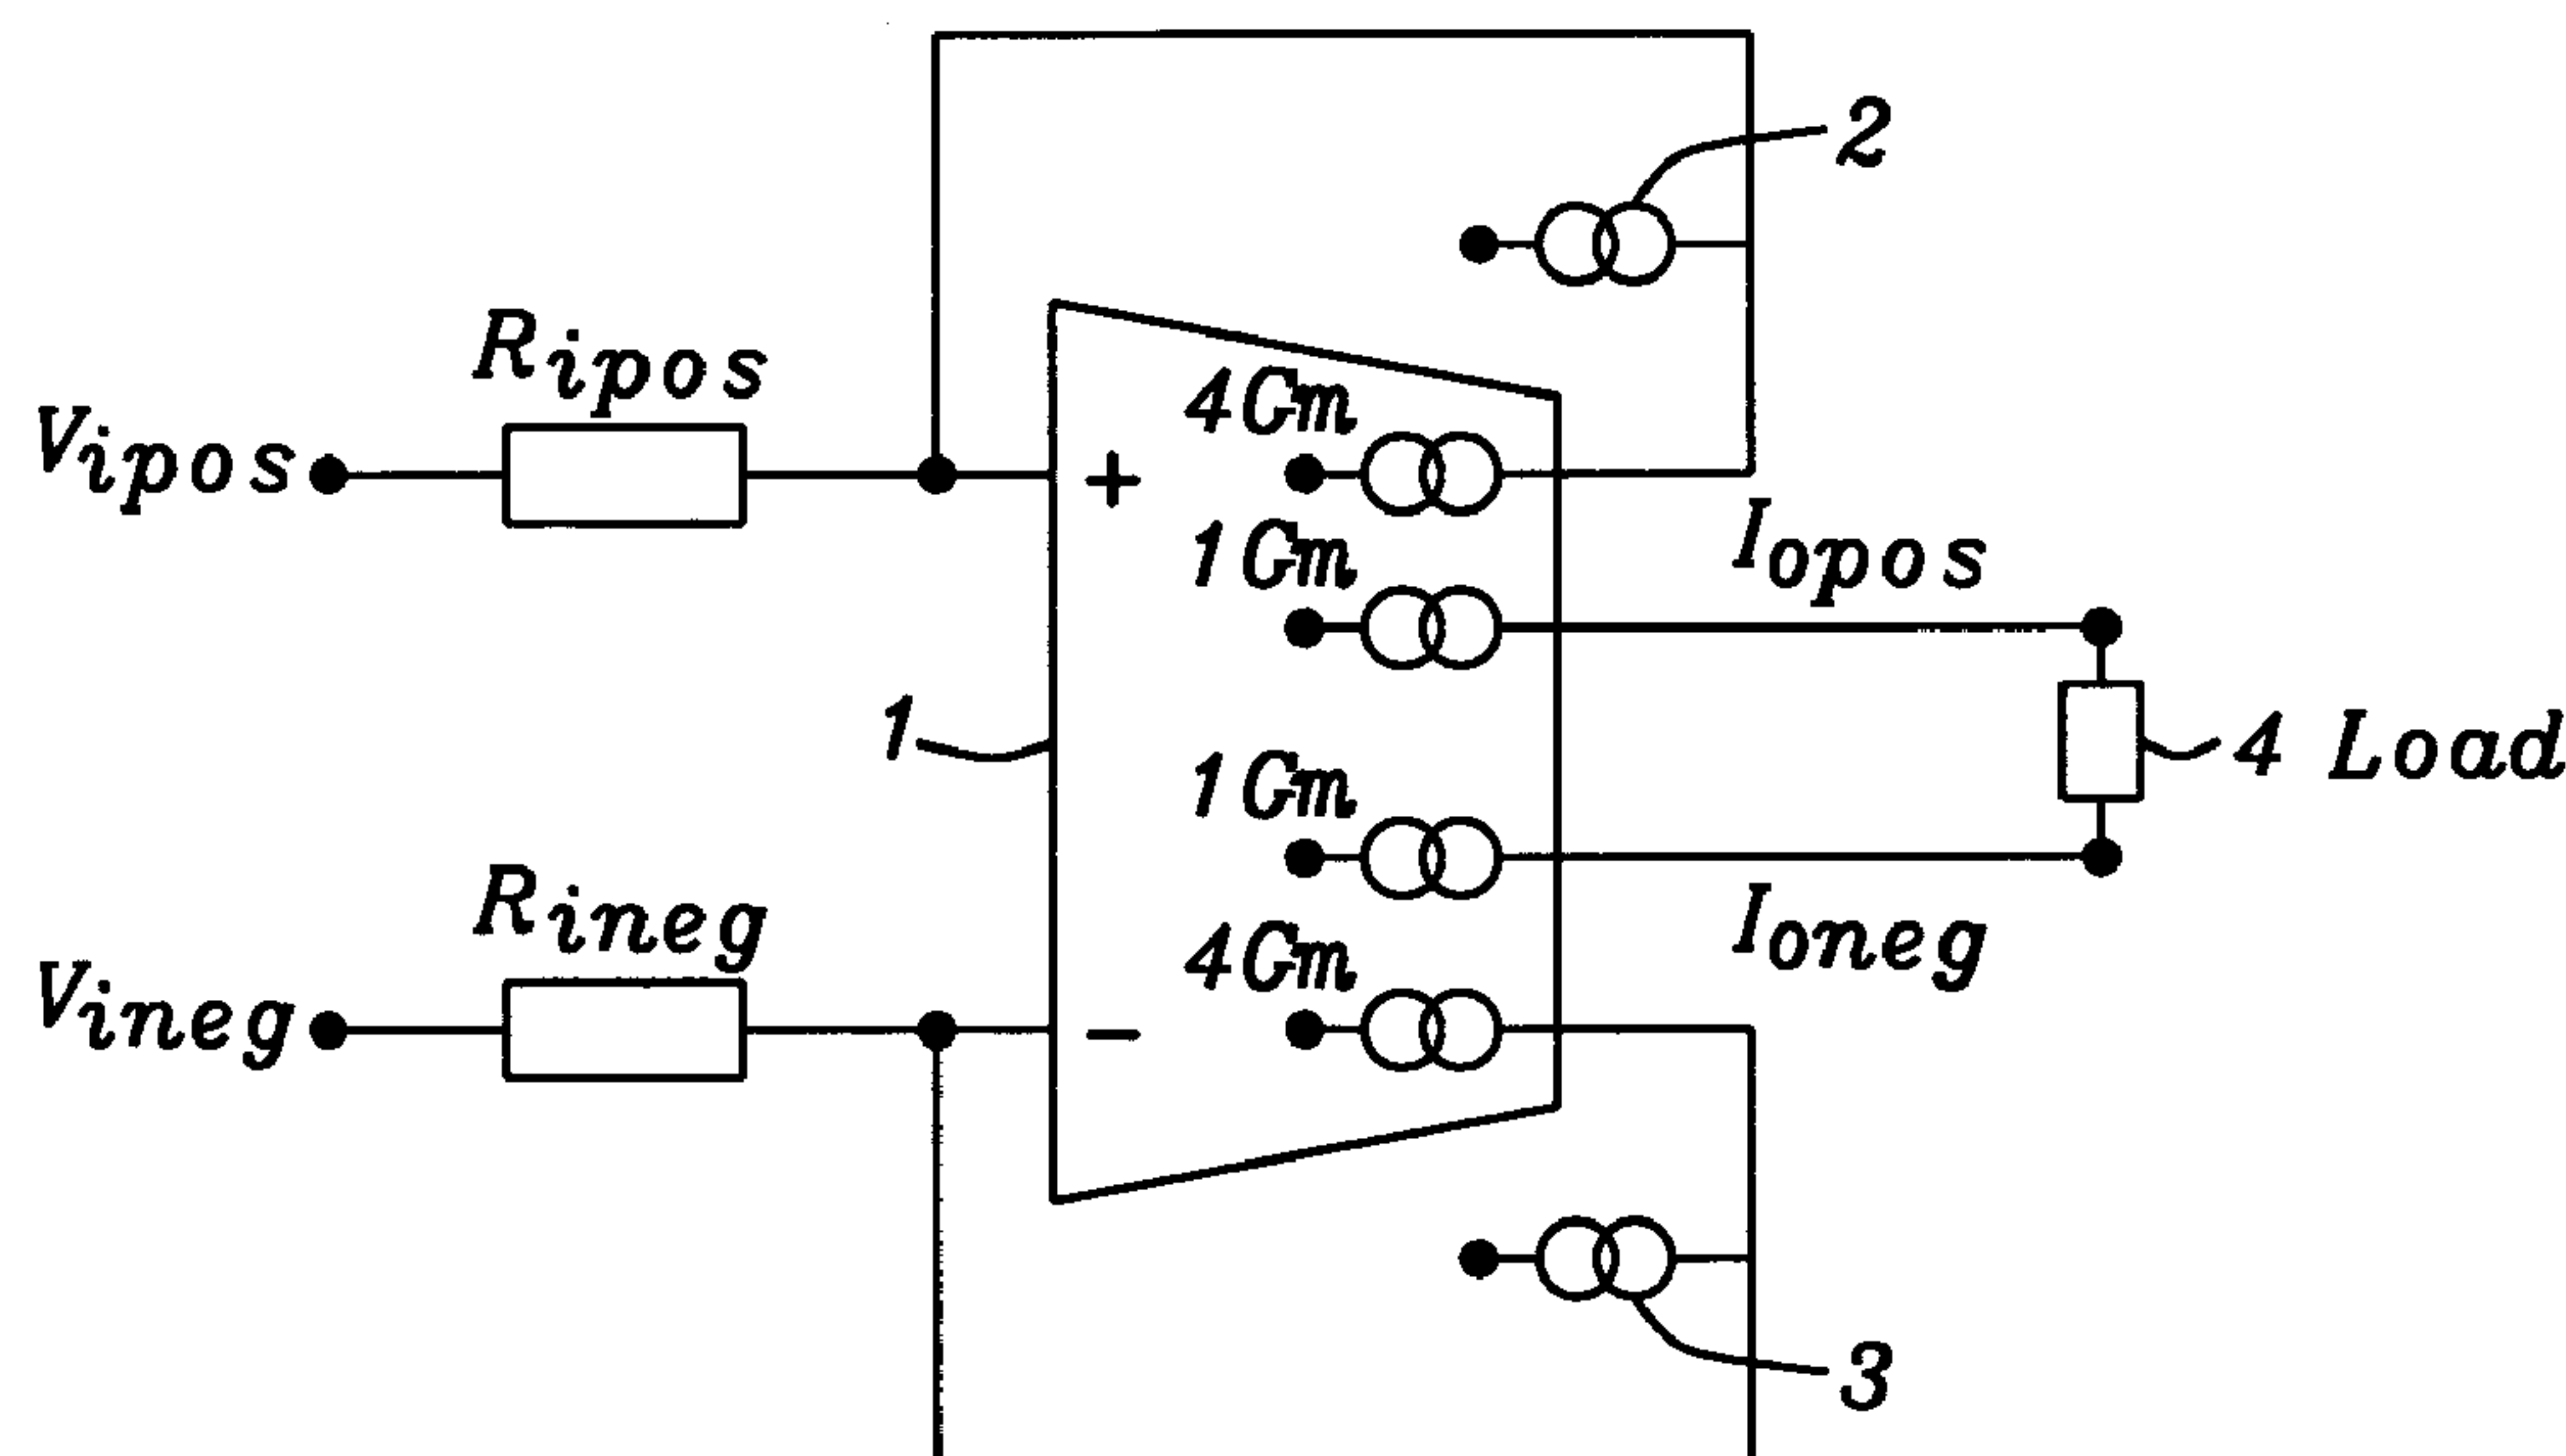 2
Ripos
Vipos
4Gm
+
1Gm
Iopos
1
1Gm
4 Load
Rineg
Ioneg
Vineg
4Gm
−
3